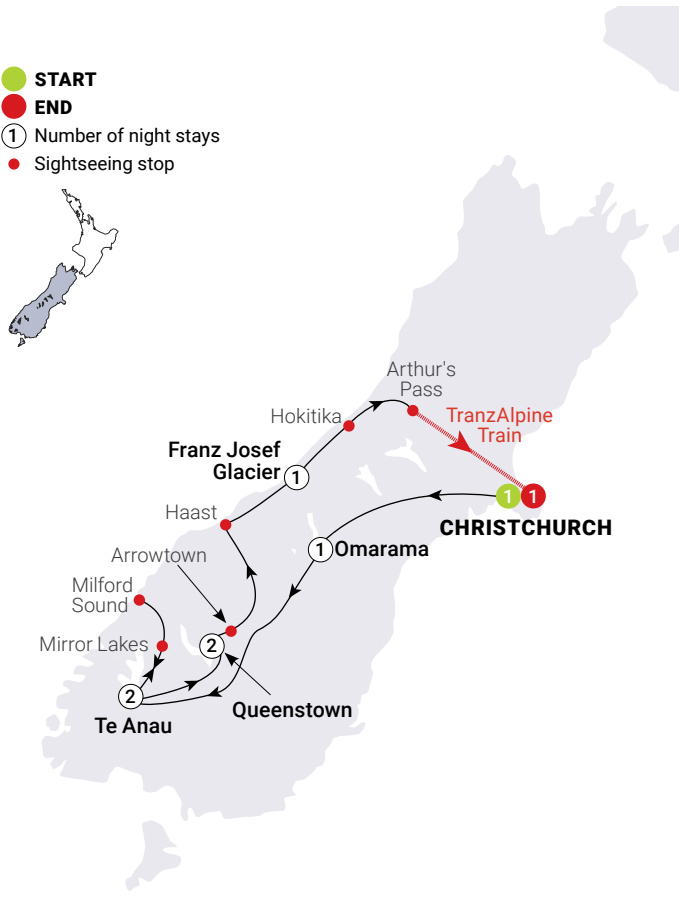 START
END
1 Number of night stays
Sightseeing stop
Arthur's
Pass
TranzAlpine
Train
Hokitika
Franz Josef
Glacier
1
1
1
CHRISTCHURCH
Haast
1
Omarama
Arrowtown
Milford
Sound
Mirror Lakes
2
2
Queenstown
Te Anau